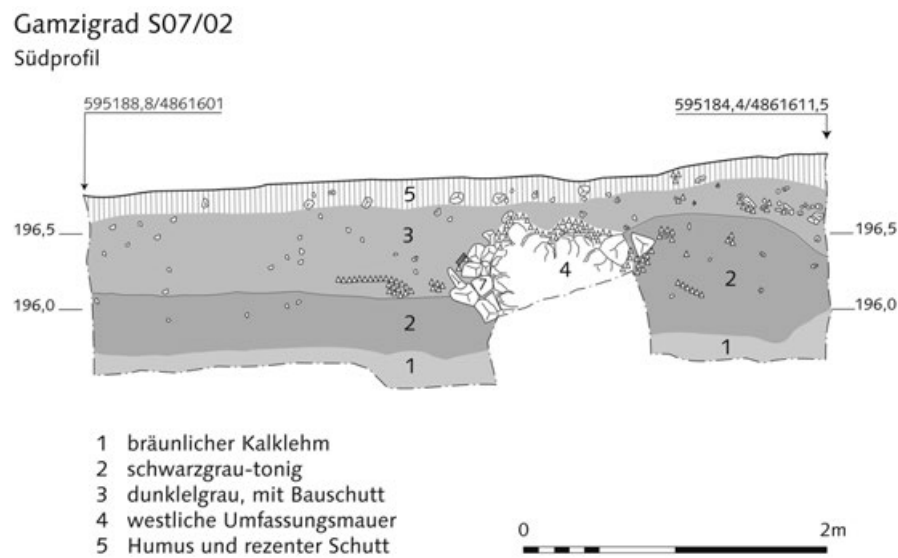 Gamzigrad S07/02
Südprofil
595188,8/4861601
595184,4/4861611,5
5
196,5
3
4
2
196,5
196,0
2
196,0
1
1
1 bräunlicher Kalklehm
2 schwarzgrau-tonig
3 dunklelgrau, mit Bauschutt
4 westliche Umfassungsmauer
5 Humus und rezenter Schutt
0
2m